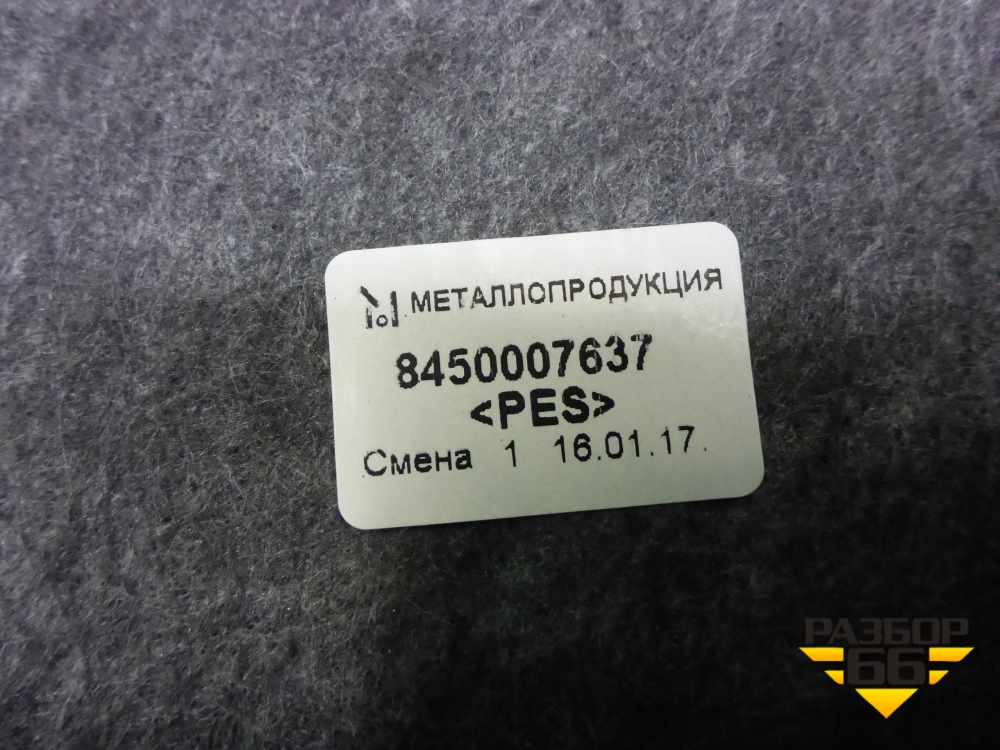 МЕТАЛЛОПРОДУКЦИЯ
8450007637
<PES>
Смена 1 16.01.17.
РАЗБОР
66